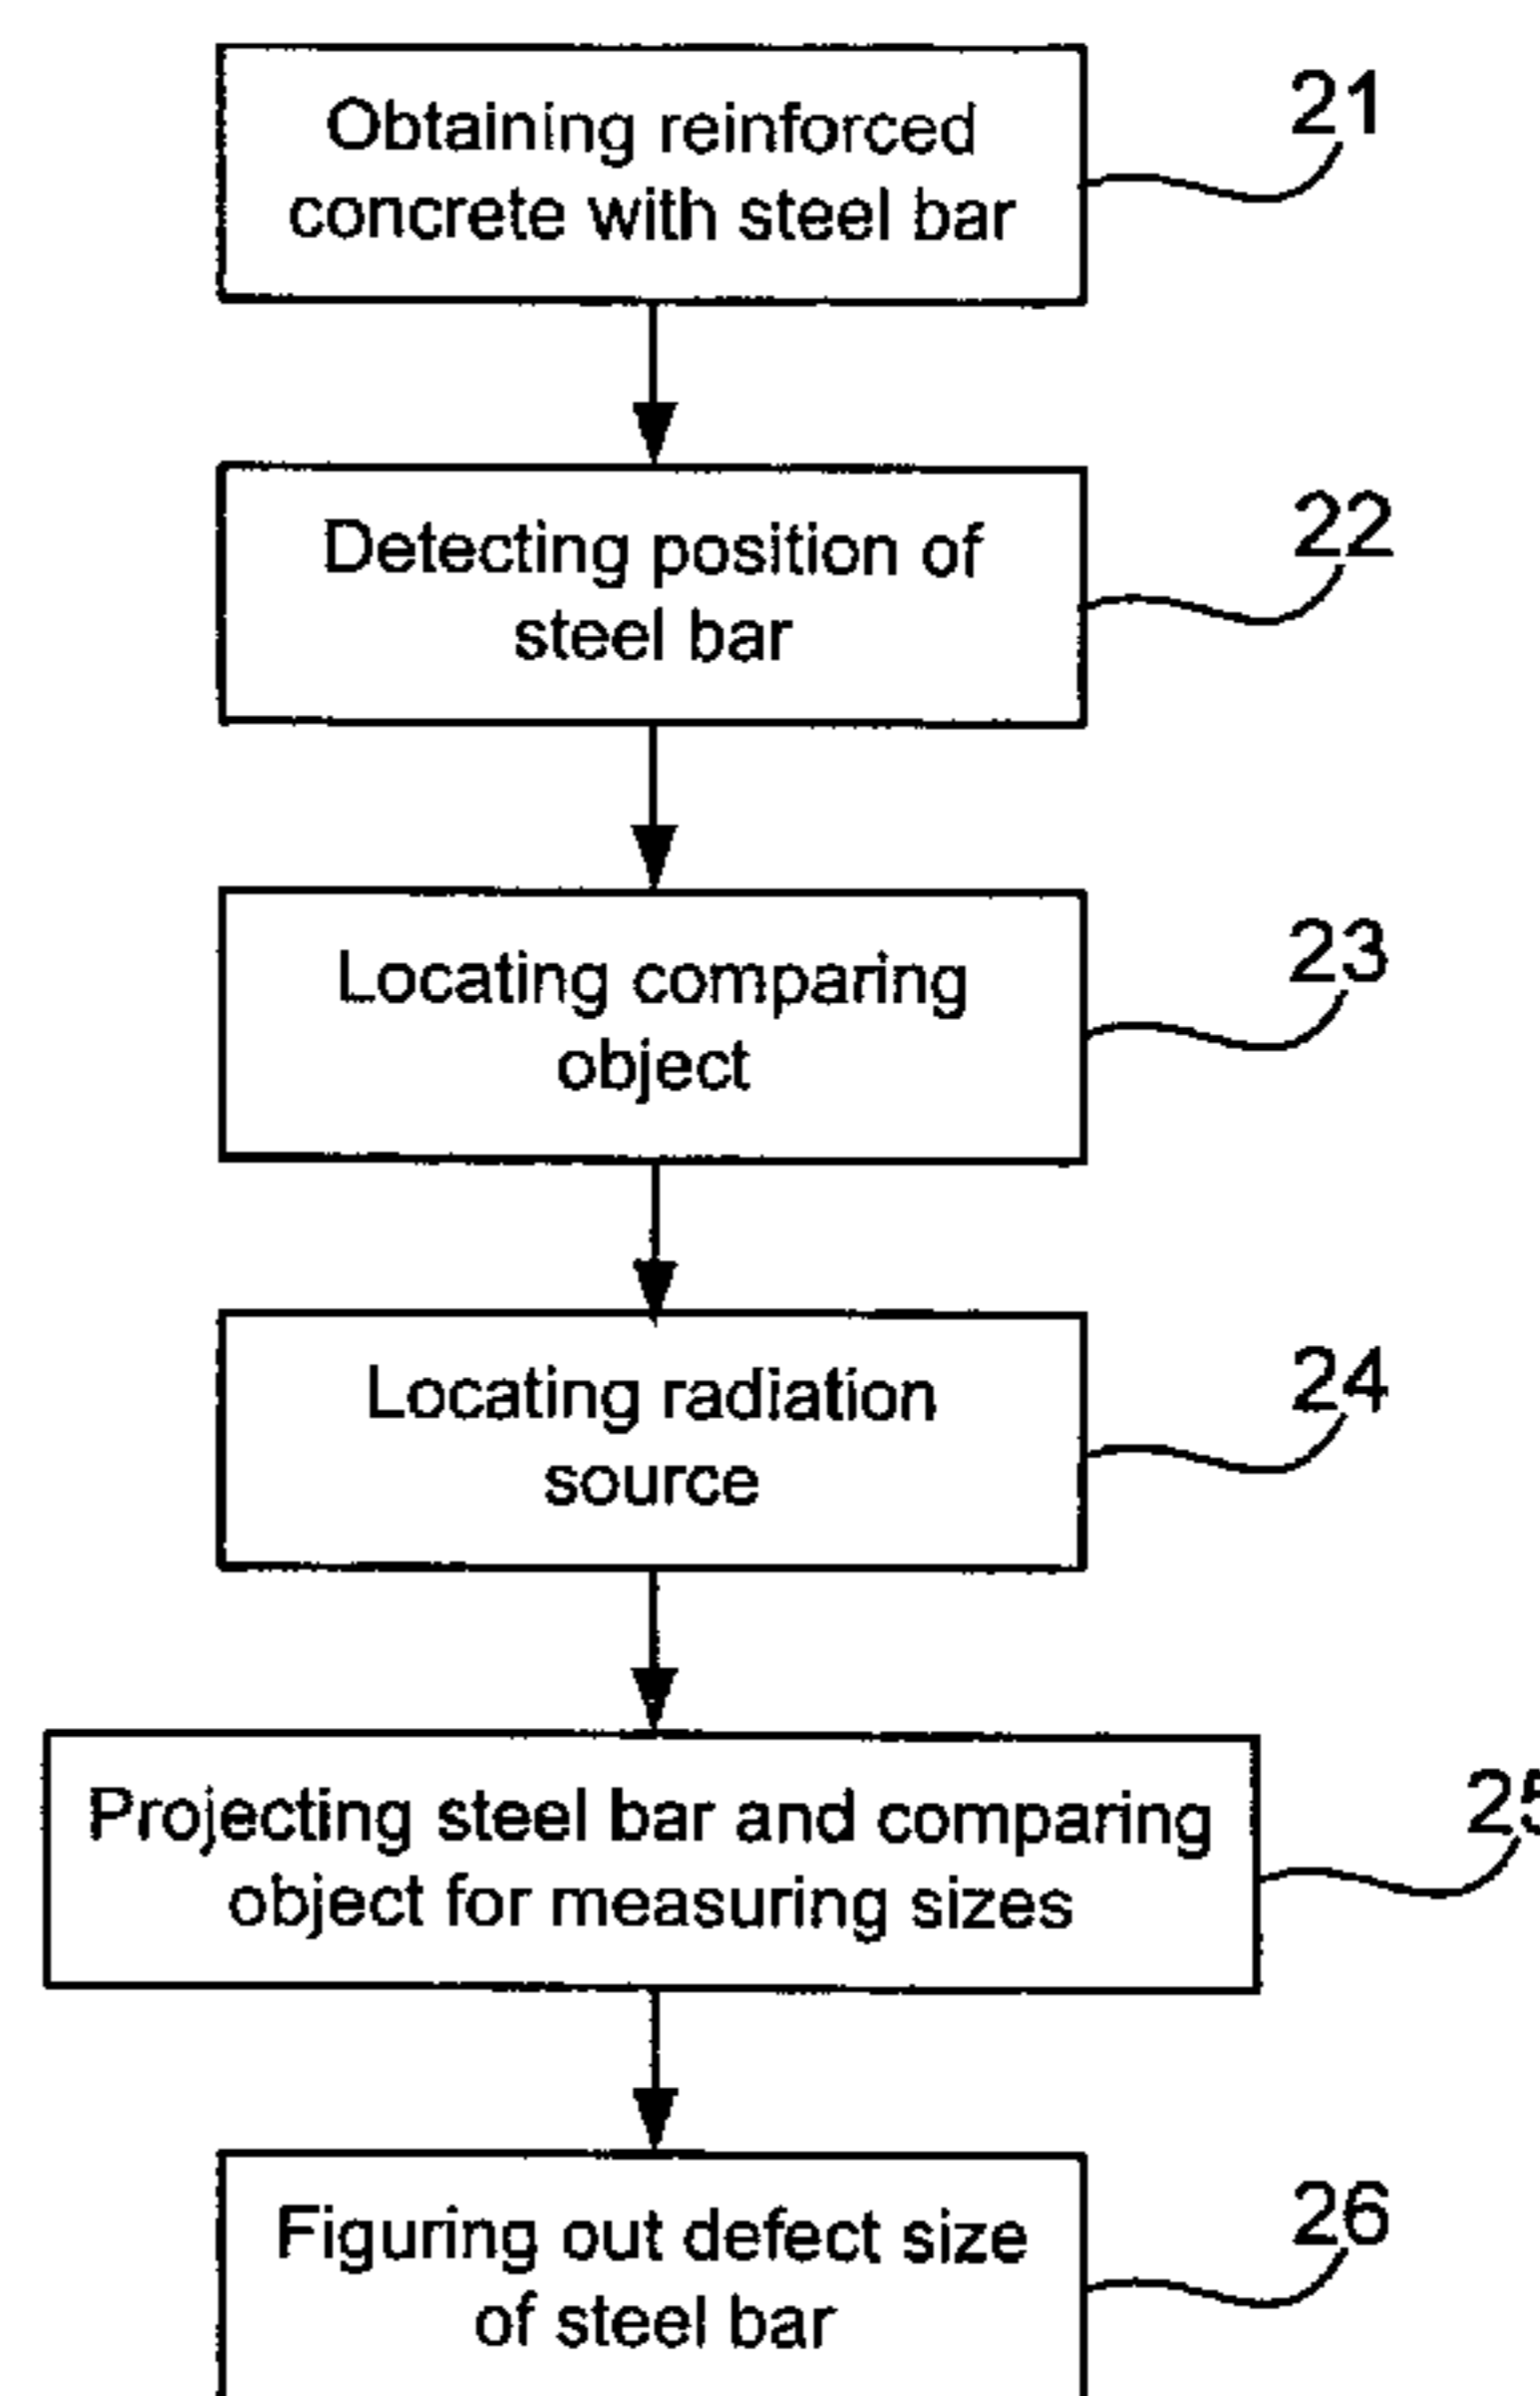 Obtaining reinforced
concrete with steel bar
21
Detecting position of
steel bar
22
Locating comparing
object
23
Locating radiation
source
24
Projecting steel bar and comparing
object for measuring sizes
25
Figuring out defect size
of steel bar
26